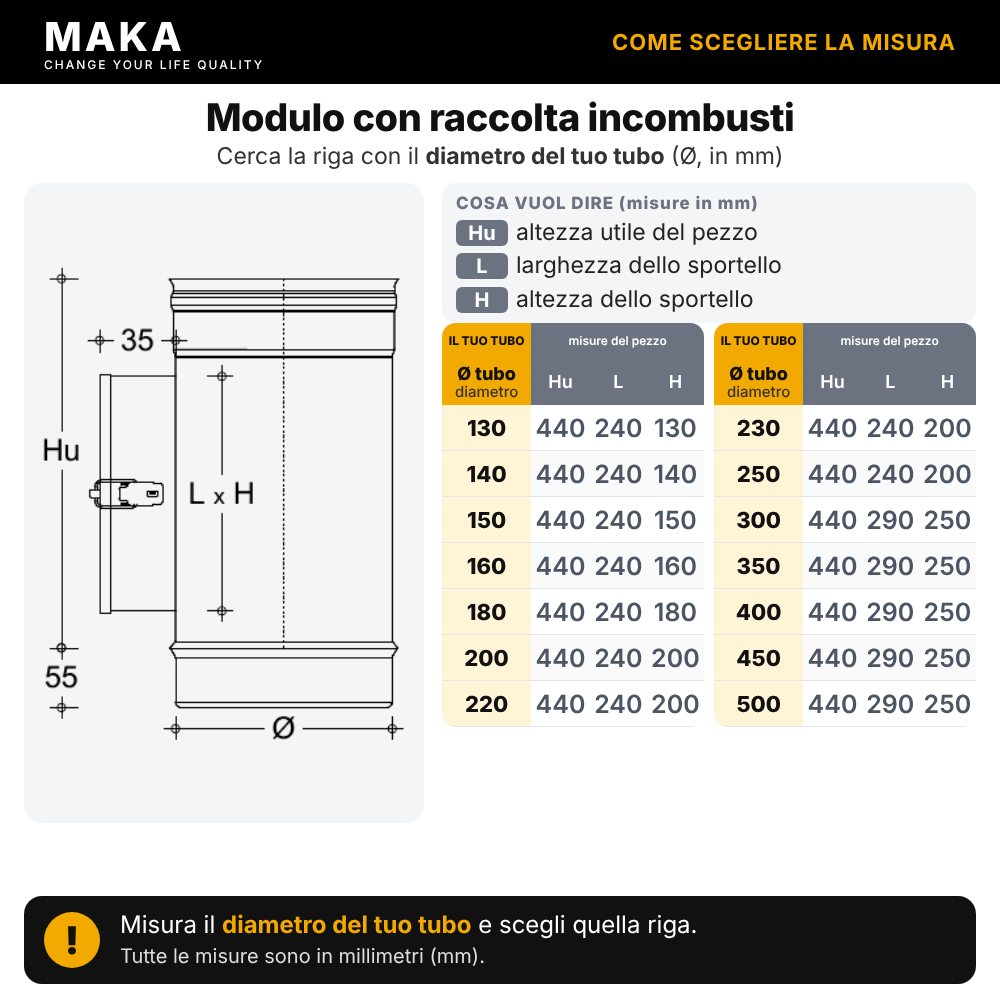 MAKA
CHANGE YOUR LIFE QUALITY
COME SCEGLIERE LA MISURA
Modulo con raccolta incombusti
Cerca la riga con il diametro del tuo tubo (Ø, in mm)
35
Hu
L x H
55
Ø
COSA VUOL DIRE (misure in mm)
Hu altezza utile del pezzo
L larghezza dello sportello
H altezza dello sportello
IL TUO TUBO misure del pezzo
Ø tubo Hu L H
diametro
130 440 240 130
140 440 240 140
150 440 240 150
160 440 240 160
180 440 240 180
200 440 240 200
220 440 240 200
IL TUO TUBO misure del pezzo
Ø tubo Hu L H
diametro
230 440 240 200
250 440 240 200
300 440 290 250
350 440 290 250
400 440 290 250
450 440 290 250
500 440 290 250
! Misura il diametro del tuo tubo e scegli quella riga.
Tutte le misure sono in millimetri (mm).